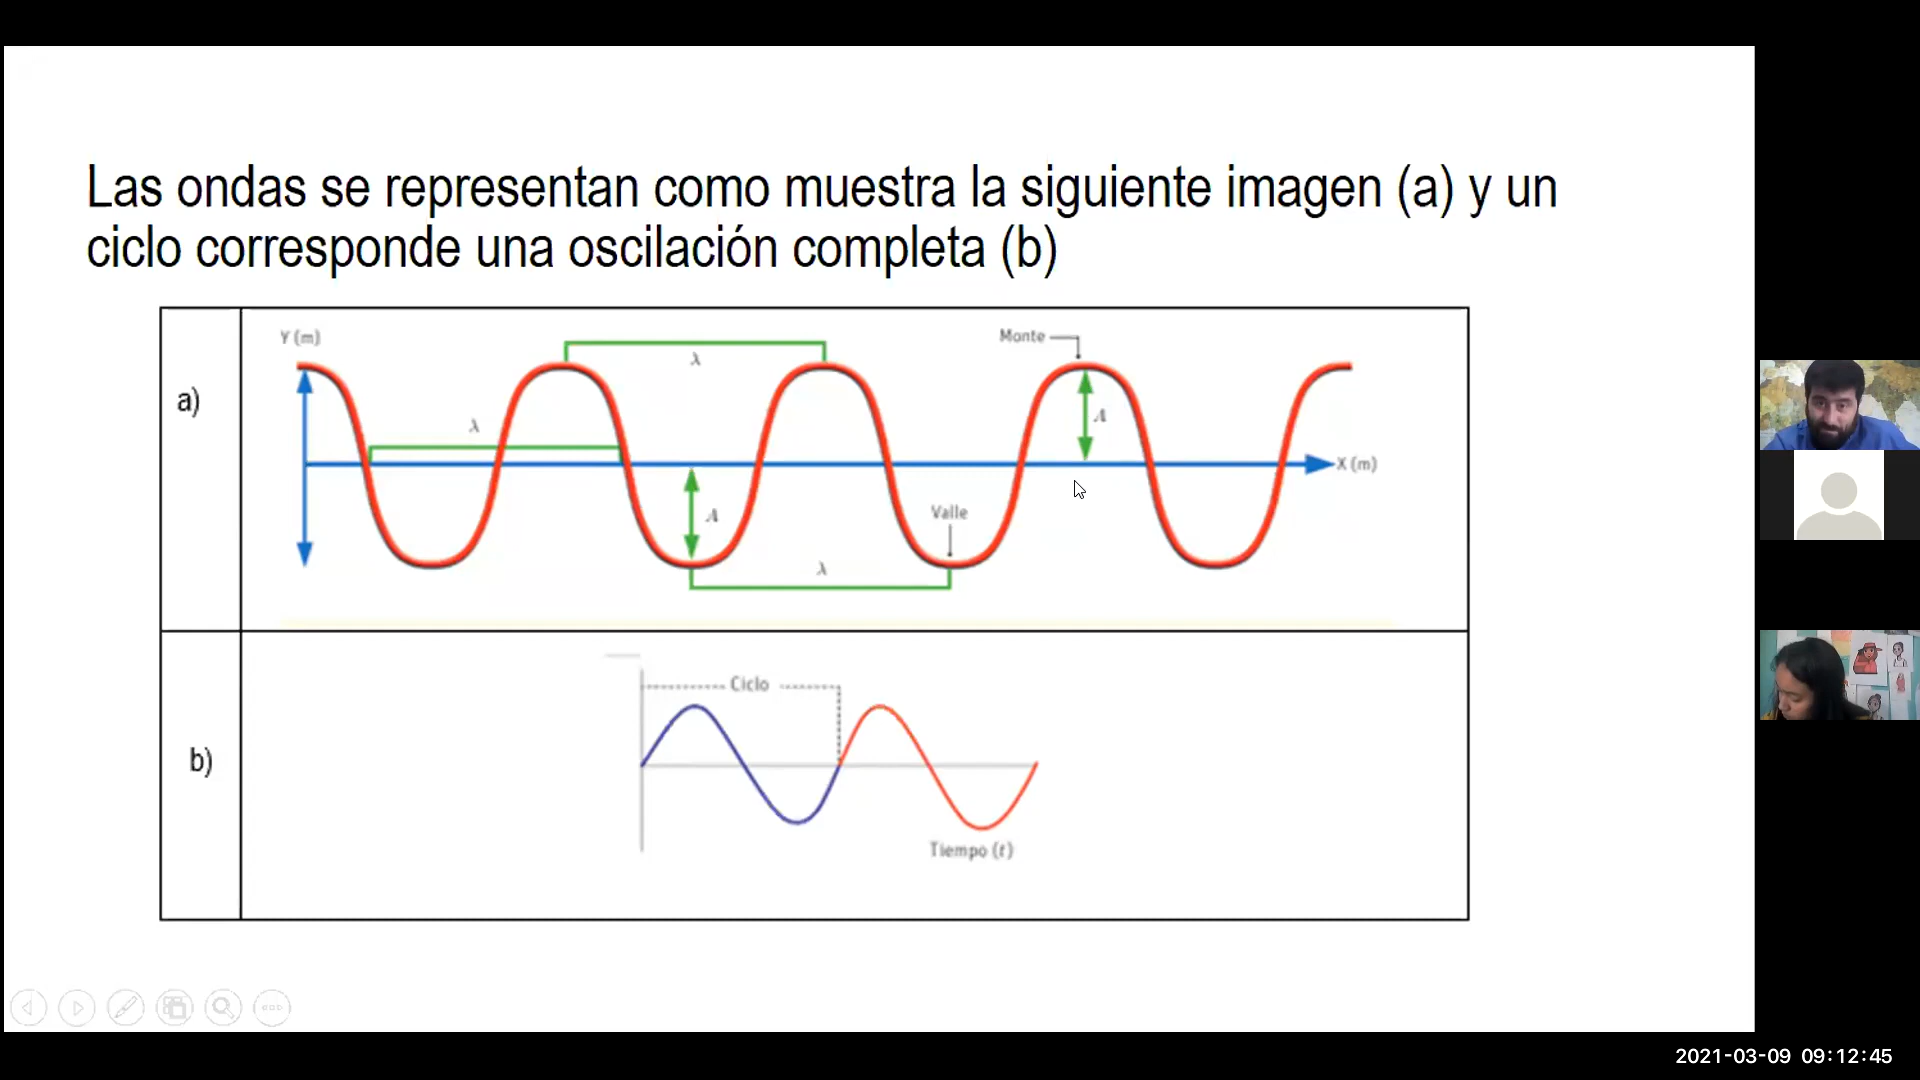 Las ondas se representan como muestra la siguiente imagen (a) y un
ciclo corresponde una oscilación completa (b)
a)
Y (m)
λ
Monte
λ
A
X (m)
A
Valle
λ
b)
Ciclo
Tiempo (t)
2021-03-09 09:12:45